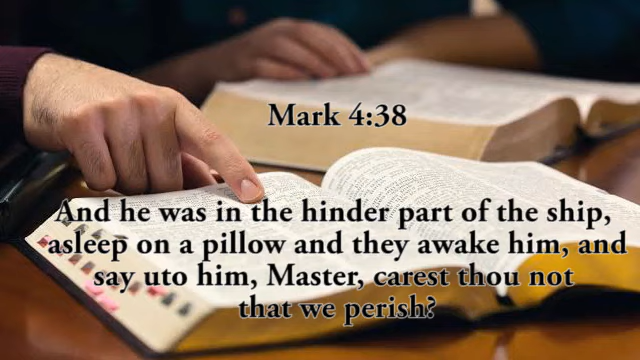 Mark 4:38
And he was in the hinder part of the ship,
asleep on a pillow and they awake him, and
say uto him, Master, carest thou not
that we perish?